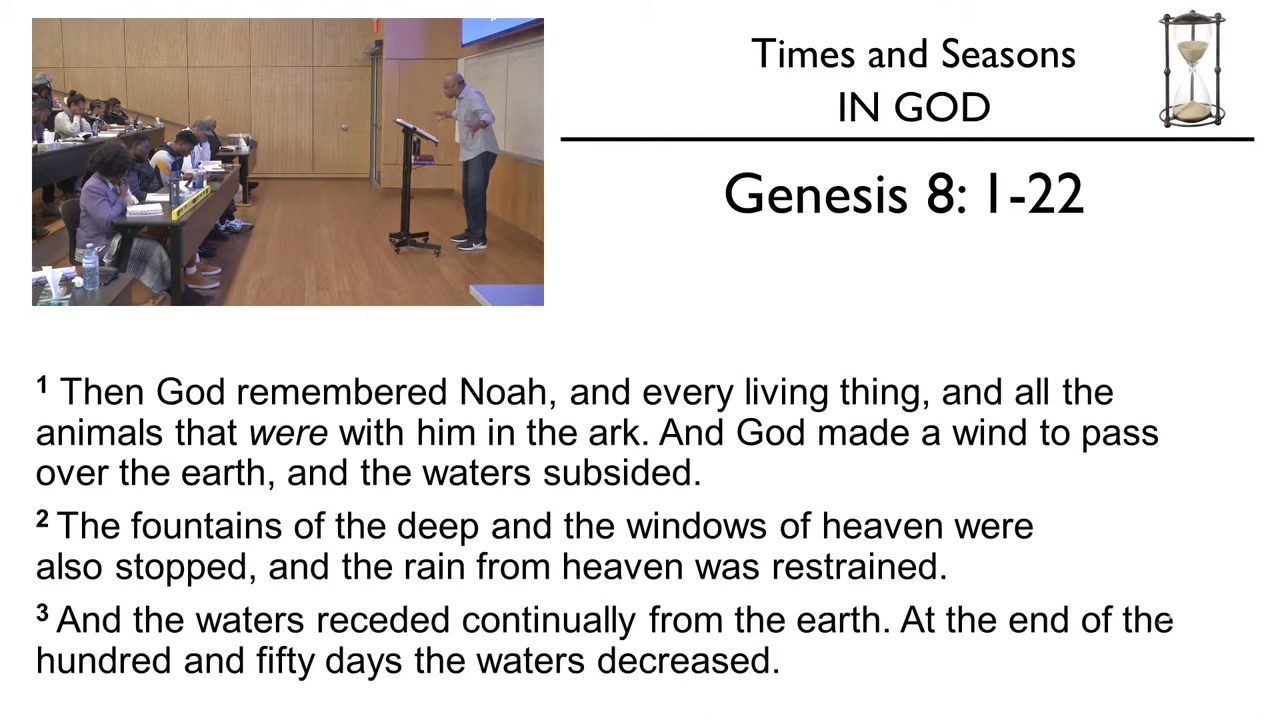 Times and Seasons
IN GOD
Genesis 8: 1-22
1 Then God remembered Noah, and every living thing, and all the
animals that were with him in the ark. And God made a wind to pass
over the earth, and the waters subsided.
2 The fountains of the deep and the windows of heaven were
also stopped, and the rain from heaven was restrained.
3 And the waters receded continually from the earth. At the end of the
hundred and fifty days the waters decreased.